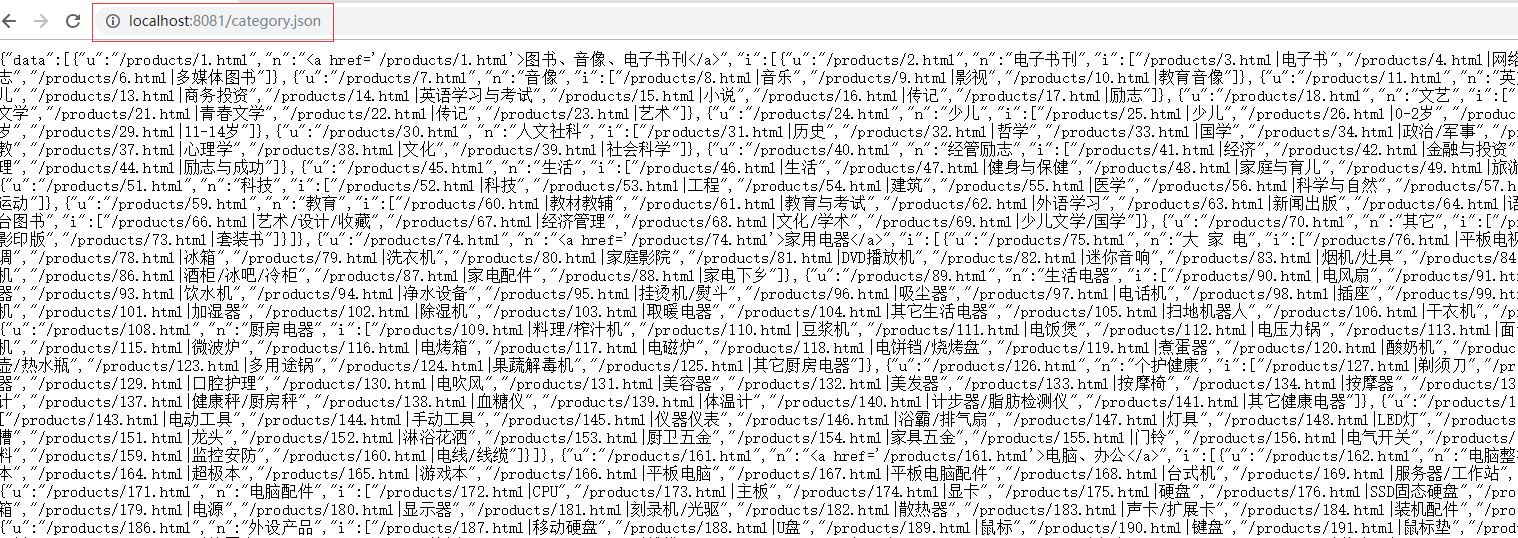 localhost:8081/category.json
{"data":[{"u":"/products/1.html","n":"<a href='/products/1.html'>图书、音像、电子书刊</a>","i":[{"u":"/products/2.html","n":"电子书刊","i":["/products/3.html|电子书","/products/4.html|网络
志","/products/6.html|多媒体图书"]},{"u":"/products/7.html","n":"音像","i":["/products/8.html|音乐","/products/9.html|影视","/products/10.html|教育音像"]},{"u":"/products/11.html","n":"英
儿","/products/13.html|商务投资","/products/14.html|英语学习与考试","/products/15.html|小说","/products/16.html|传记","/products/17.html|励志"]},{"u":"/products/18.html","n":"文艺","i":["
文学","/products/21.html|青春文学","/products/22.html|传记","/products/23.html|艺术"]},{"u":"/products/24.html","n":"少儿","i":["/products/25.html|少儿","/products/26.html|0-2岁","/produc
岁","/products/29.html|11-14岁"]},{"u":"/products/30.html","n":"人文社科","i":["/products/31.html|历史","/products/32.html|哲学","/products/33.html|国学","/products/34.html|政治/军事","/pr
教","/products/37.html|心理学","/products/38.html|文化","/products/39.html|社会科学"]},{"u":"/products/40.html","n":"经管励志","i":["/products/41.html|经济","/products/42.html|金融与投资"
理","/products/44.html|励志与成功"]},{"u":"/products/45.html","n":"生活","i":["/products/46.html|生活","/products/47.html|健身与保健","/products/48.html|家庭与育儿","/products/49.html|旅游
{"u":"/products/51.html","n":"科技","i":["/products/52.html|科技","/products/53.html|工程","/products/54.html|建筑","/products/55.html|医学","/products/56.html|科学与自然","/products/57.h
运动"]},{"u":"/products/59.html","n":"教育","i":["/products/60.html|教材教辅","/products/61.html|教育与考试","/products/62.html|外语学习","/products/63.html|新闻出版","/products/64.html|语
台图书","i":["/products/66.html|艺术/设计/收藏","/products/67.html|经济管理","/products/68.html|文化/学术","/products/69.html|少儿文学/国学"]},{"u":"/products/70.html","n":"其它","i":["/p
影印版","/products/73.html|套装书"]}]},{"u":"/products/74.html","n":"<a href='/products/74.html'>家用电器</a>","i":[{"u":"/products/75.html","n":"大 家 电","i":["/products/76.html|平板电视
调","/products/78.html|冰箱","/products/79.html|洗衣机","/products/80.html|家庭影院","/products/81.html|DVD播放机","/products/82.html|迷你音响","/products/83.html|烟机/灶具","/products/84
机","/products/86.html|酒柜/冰吧/冷柜","/products/87.html|家电配件","/products/88.html|家电下乡"]},{"u":"/products/89.html","n":"生活电器","i":["/products/90.html|电风扇","/products/91.h
器","/products/93.html|饮水机","/products/94.html|净水设备","/products/95.html|挂烫机/熨斗","/products/96.html|吸尘器","/products/97.html|电话机","/products/98.html|插座","/products/99.h
机","/products/101.html|加湿器","/products/102.html|除湿机","/products/103.html|取暖电器","/products/104.html|其它生活电器","/products/105.html|扫地机器人","/products/106.html|干衣机","/
{"u":"/products/108.html","n":"厨房电器","i":["/products/109.html|料理/榨汁机","/products/110.html|豆浆机","/products/111.html|电饭煲","/products/112.html|电压力锅","/products/113.html|面
机","/products/115.html|微波炉","/products/116.html|电烤箱","/products/117.html|电磁炉","/products/118.html|电饼铛/烧烤盘","/products/119.html|煮蛋器","/products/120.html|酸奶机","/produc
壶/热水瓶","/products/123.html|多用途锅","/products/124.html|果蔬解毒机","/products/125.html|其它厨房电器"]},{"u":"/products/126.html","n":"个护健康","i":["/products/127.html|剃须刀","/
器","/products/129.html|口腔护理","/products/130.html|电吹风","/products/131.html|美容器","/products/132.html|美发器","/products/133.html|按摩椅","/products/134.html|按摩器","/products/13
计","/products/137.html|健康秤/厨房秤","/products/138.html|血糖仪","/products/139.html|体温计","/products/140.html|计步器/脂肪检测仪","/products/141.html|其它健康电器"]},{"u":"/products/1
["/products/143.html|电动工具","/products/144.html|手动工具","/products/145.html|仪器仪表","/products/146.html|浴霸/排气扇","/products/147.html|灯具","/products/148.html|LED灯","/product
槽","/products/151.html|龙头","/products/152.html|淋浴花洒","/products/153.html|厨卫五金","/products/154.html|家具五金","/products/155.html|门铃","/products/156.html|电气开关","/products
料","/products/159.html|监控安防","/products/160.html|电线/线缆"]}]},{"u":"/products/161.html","n":"<a href='/products/161.html'>电脑、办公</a>","i":[{"u":"/products/162.html","n":"电脑整
本","/products/164.html|超极本","/products/165.html|游戏本","/products/166.html|平板电脑","/products/167.html|平板电脑配件","/products/168.html|台式机","/products/169.html|服务器/工作站"
{"u":"/products/171.html","n":"电脑配件","i":["/products/172.html|CPU","/products/173.html|主板","/products/174.html|显卡","/products/175.html|硬盘","/products/176.html|SSD固态硬盘","/pro
箱","/products/179.html|电源","/products/180.html|显示器","/products/181.html|刻录机/光驱","/products/182.html|散热器","/products/183.html|声卡/扩展卡","/products/184.html|装机配件","/pro
{"u":"/products/186.html","n":"外设产品","i":["/products/187.html|移动硬盘","/products/188.html|U盘","/products/189.html|鼠标","/products/190.html|键盘","/products/191.html|鼠标垫","/produ